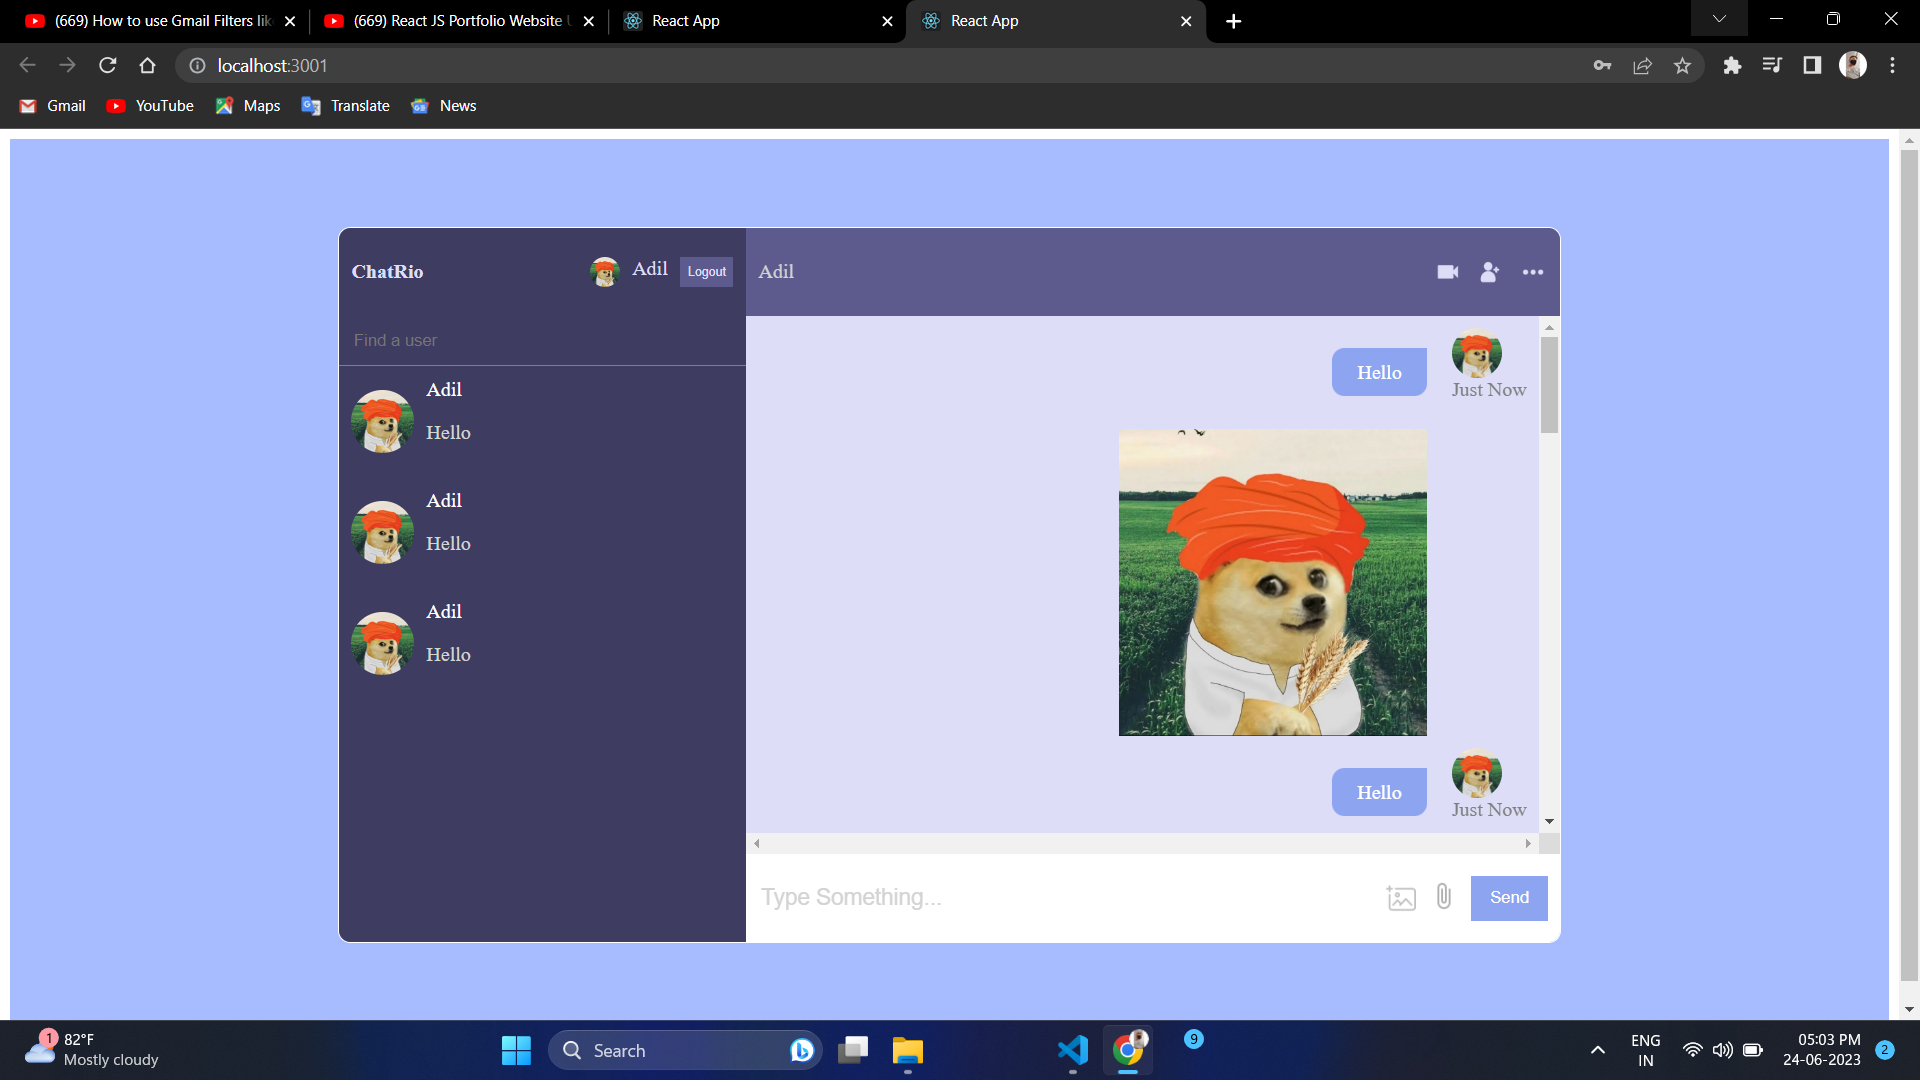 (669) How to use Gmail Filters lik
(669) React JS Portfolio Website U
React App
React App
localhost:3001
Gmail
YouTube
Maps
Translate
News
ChatRio
Adil
Logout
Adil
Find a user
Adil
Hello
Adil
Hello
Adil
Hello
Hello
Just Now
Hello
Just Now
Type Something...
Send
1
82°F
Mostly cloudy
Search
9
ENG
IN
05:03 PM
24-06-2023
2